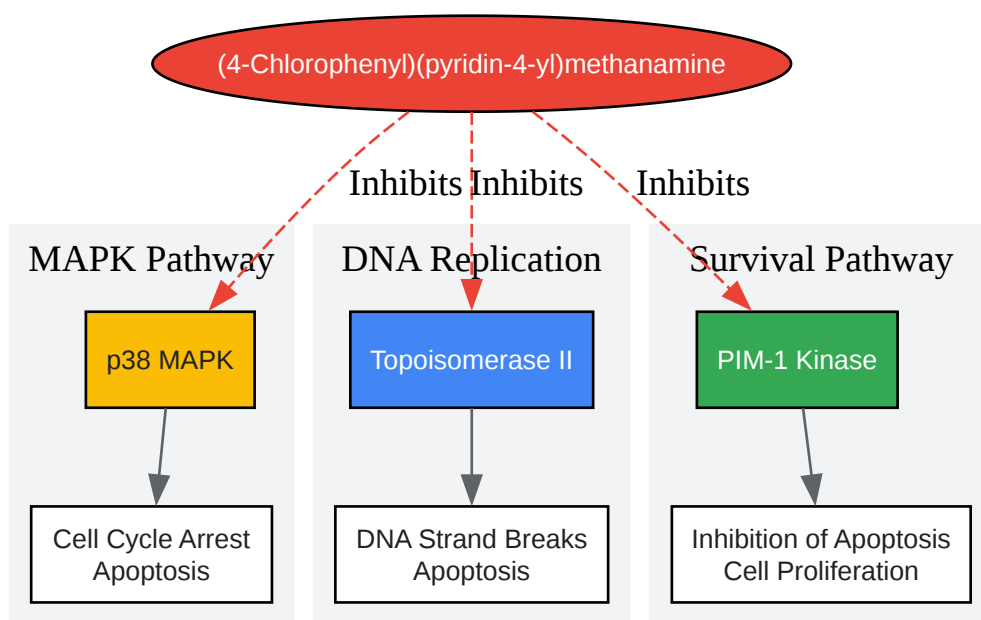 (4-Chlorophenyl)(pyridin-4-yl)methanamine
Inhibits
Inhibits
Inhibits
MAPK Pathway
DNA Replication
Survival Pathway
p38 MAPK
Topoisomerase II
PIM-1 Kinase
Cell Cycle Arrest
Apoptosis
DNA Strand Breaks
Apoptosis
Inhibition of Apoptosis
Cell Proliferation